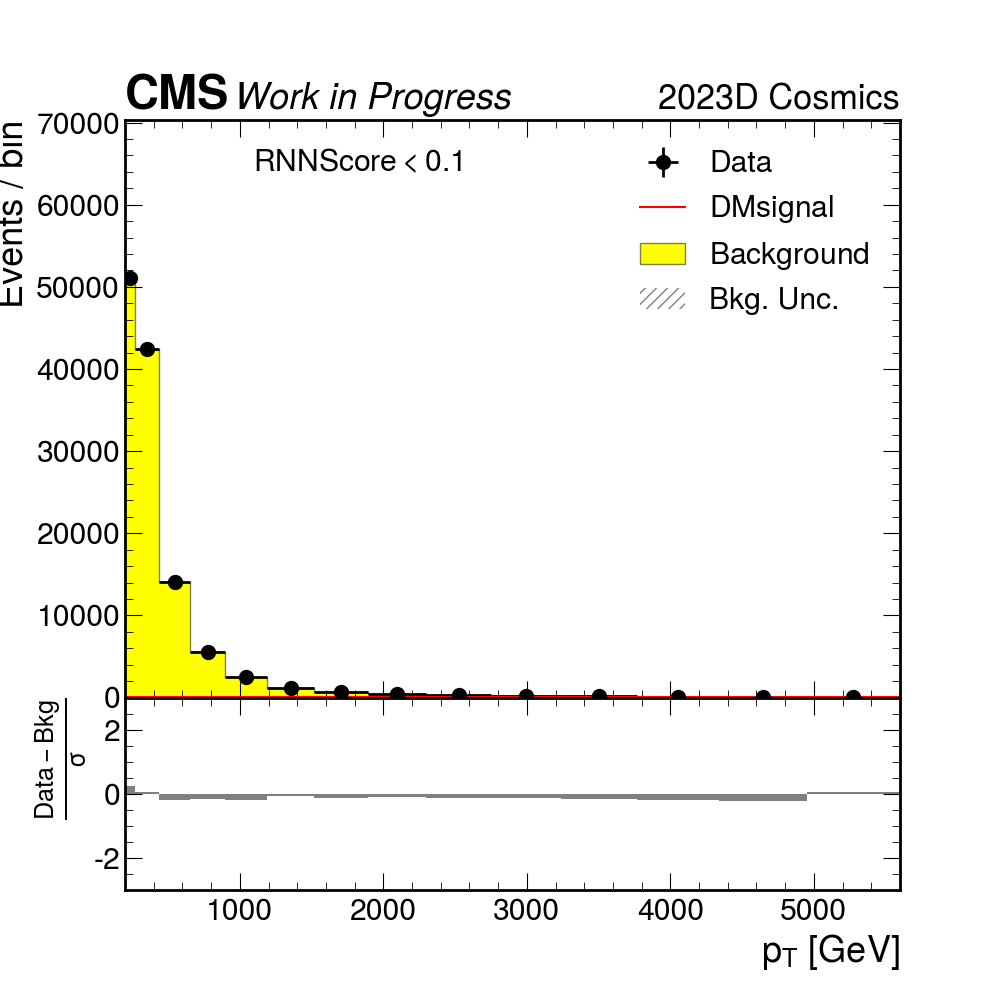 CMS Work in Progress 2023D Cosmics
Events / bin
70000
60000
50000
40000
30000
20000
10000
0
RNNScore < 0.1
Data
DMsignal
Background
Bkg. Unc.
Data − Bkg
σ
2
0
-2
1000 2000 3000 4000 5000
pT [GeV]